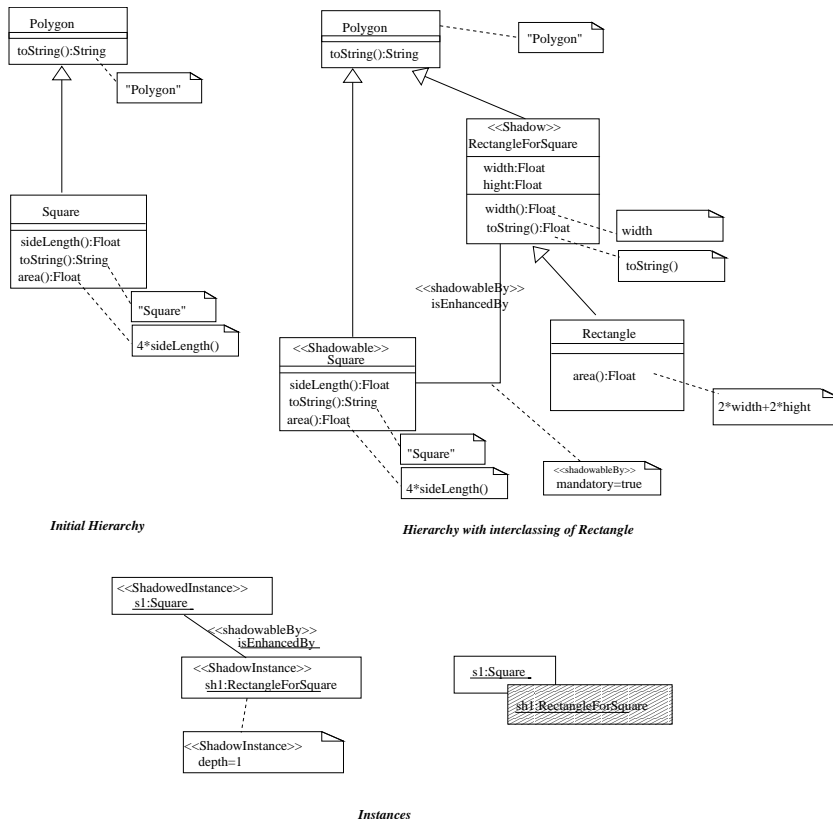 Polygon
toString():String
"Polygon"
Square
sideLength():Float
toString():String
area():Float
"Square"
4*sideLength()
Initial Hierarchy
Polygon
toString():String
"Polygon"
<<Shadow>>
RectangleForSquare
width:Float
hight:Float
width():Float
toString():Float
width
toString()
<<shadowableBy>>
isEnhancedBy
Rectangle
area():Float
2*width+2*hight
<<Shadowable>>
Square
sideLength():Float
toString():String
area():Float
"Square"
4*sideLength()
<<shadowableBy>>
mandatory=true
Hierarchy with interclassing of Rectangle
<<ShadowedInstance>>
s1:Square
<<shadowableBy>>
isEnhancedBy
<<ShadowInstance>>
sh1:RectangleForSquare
<<ShadowInstance>>
depth=1
s1:Square
sh1:RectangleForSquare
Instances